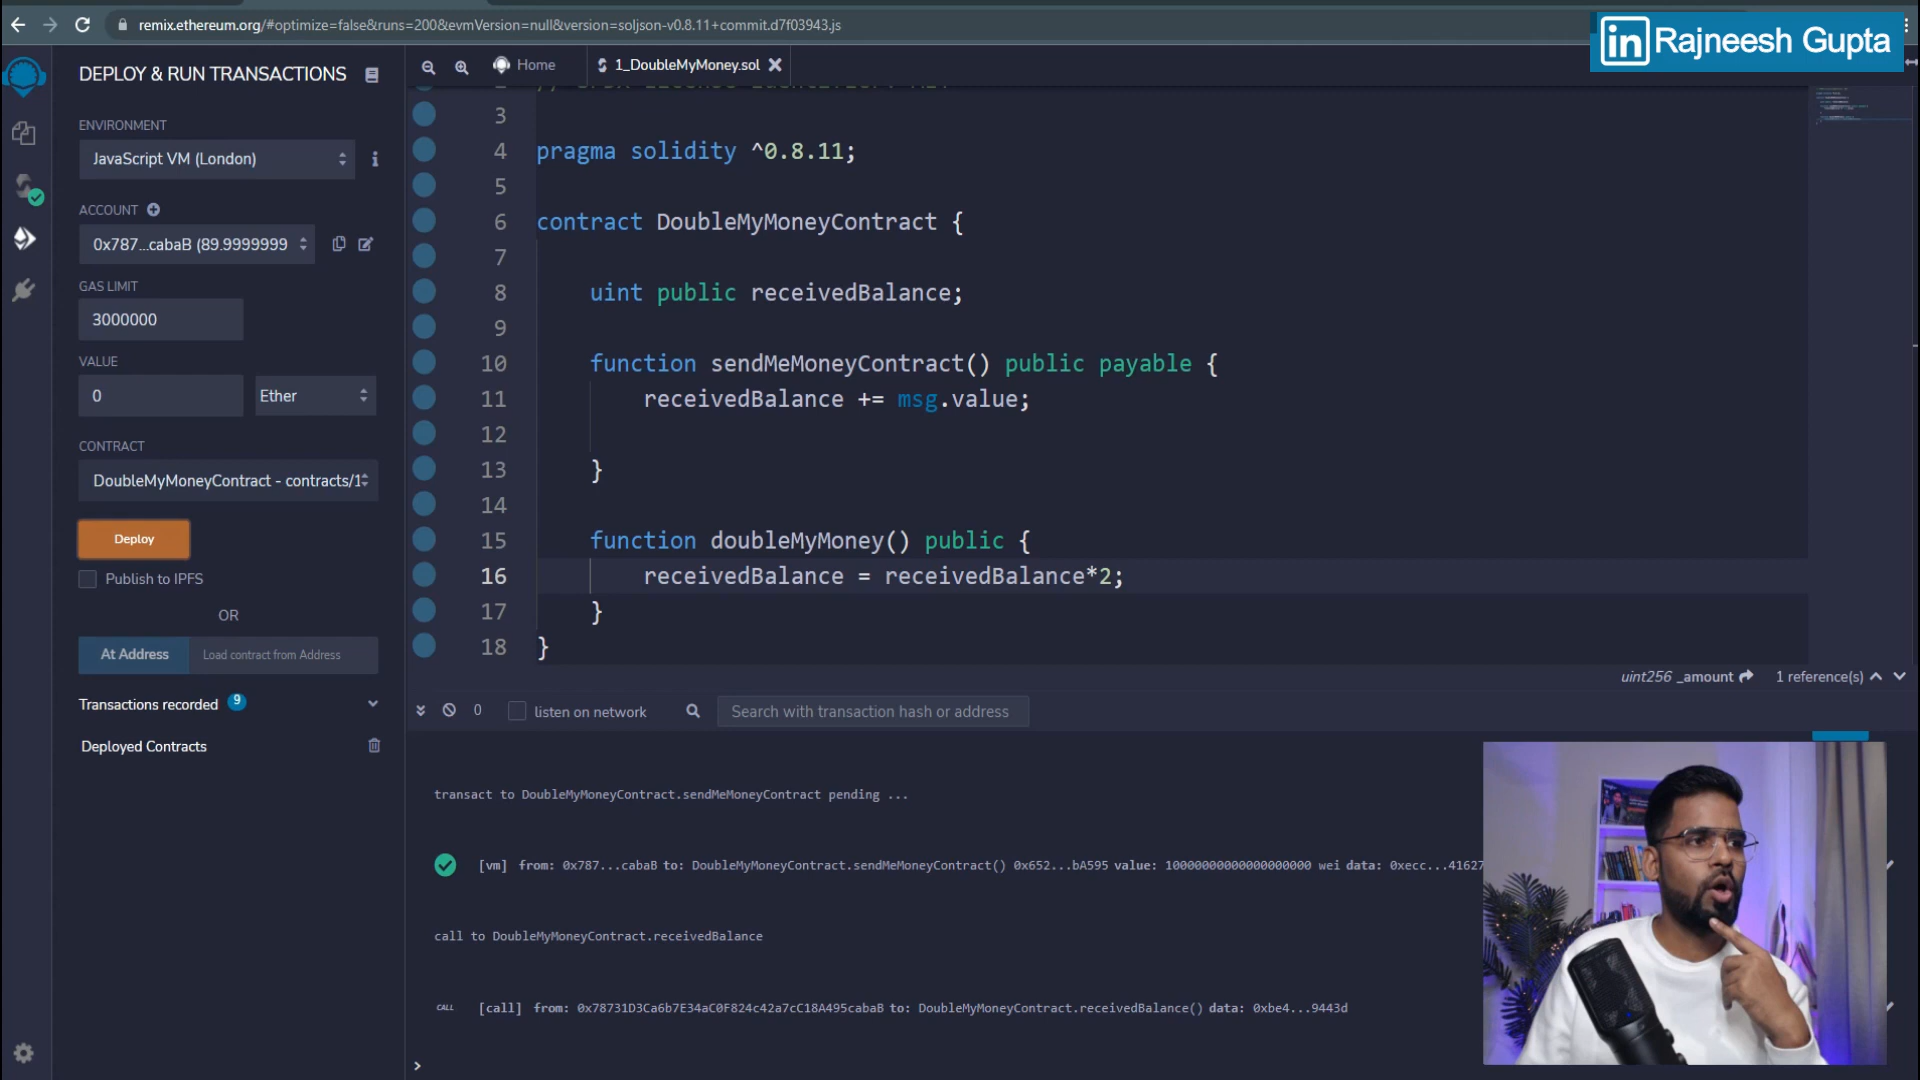 remix.ethereum.org/#optimize=false&runs=200&evmVersion=null&version=soljson-v0.8.11+commit.d7f03943.js
in Rajneesh Gupta
DEPLOY & RUN TRANSACTIONS
ENVIRONMENT
JavaScript VM (London)
ACCOUNT
0x787...cabaB (89.9999999
GAS LIMIT
3000000
VALUE
0
Ether
CONTRACT
DoubleMyMoneyContract - contracts/1
Deploy
Publish to IPFS
OR
At Address
Load contract from Address
Transactions recorded 9
Deployed Contracts
Home
1_DoubleMyMoney.sol
3
4 pragma solidity ^0.8.11;
5
6 contract DoubleMyMoneyContract {
7
8 uint public receivedBalance;
9
10 function sendMeMoneyContract() public payable {
11 receivedBalance += msg.value;
12
13 }
14
15 function doubleMyMoney() public {
16 receivedBalance = receivedBalance*2;
17 }
18 }
uint256 _amount 1 reference(s)
0 listen on network Search with transaction hash or address
transact to DoubleMyMoneyContract.sendMeMoneyContract pending ...
[vm] from: 0x787...cabaB to: DoubleMyMoneyContract.sendMeMoneyContract() 0x652...bA595 value: 10000000000000000000 wei data: 0xecc...41627
call to DoubleMyMoneyContract.receivedBalance
CALL [call] from: 0x78731D3Ca6b7E34aC0F824c42a7cC18A495cabaB to: DoubleMyMoneyContract.receivedBalance() data: 0xbe4...9443d
>